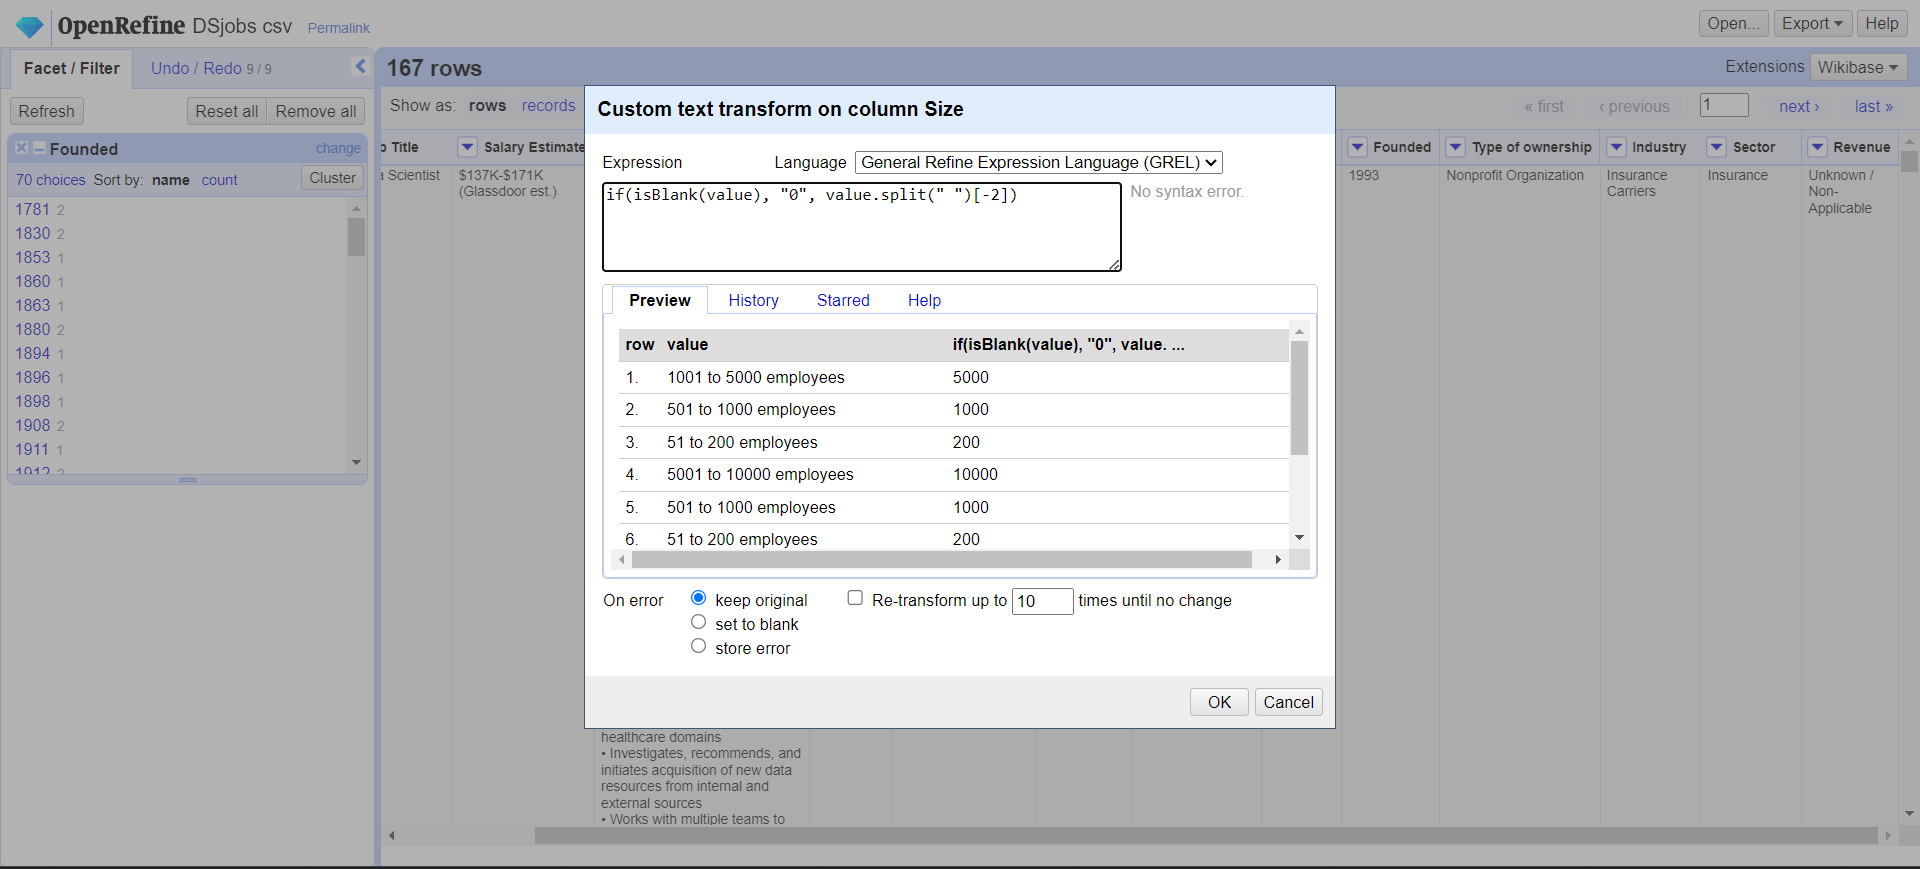 OpenRefine DSjobs csv Permalink
Open... Export Help
Facet / Filter Undo / Redo 9 / 9
167 rows
Extensions Wikibase
Refresh Reset all Remove all
Show as: rows records
« first ‹ previous 1 next › last »
Founded change
70 choices Sort by: name count Cluster
1781 2
1830 2
1853 1
1860 1
1863 1
1880 2
1894 1
1896 1
1898 1
1908 2
1911 1
1912 2
Title Salary Estimate
Founded Type of ownership Industry Sector Revenue
Scientist
$137K-$171K
(Glassdoor est.)
1993
Nonprofit Organization
Insurance
Carriers
Insurance
Unknown /
Non-
Applicable
Custom text transform on column Size
Expression Language General Refine Expression Language (GREL)
if(isBlank(value), "0", value.split(" ")[-2])
No syntax error.
Preview History Starred Help
row value if(isBlank(value), "0", value. ...
1. 1001 to 5000 employees 5000
2. 501 to 1000 employees 1000
3. 51 to 200 employees 200
4. 5001 to 10000 employees 10000
5. 501 to 1000 employees 1000
6. 51 to 200 employees 200
On error keep original Re-transform up to 10 times until no change
set to blank
store error
OK Cancel
healthcare domains
• Investigates, recommends, and
initiates acquisition of new data
resources from internal and
external sources
• Works with multiple teams to